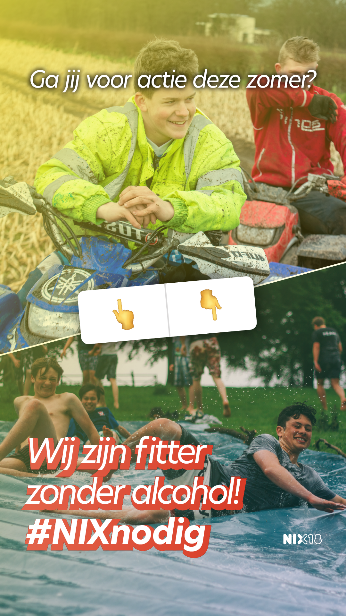 Ga jij voor actie deze zomer?
Wij zijn fitter
zonder alcohol!
#NIXnodig
NIX18